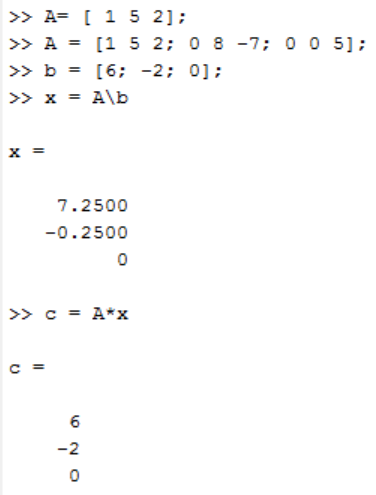 >> A= [ 1 5 2];
>> A = [1 5 2; 0 8 -7; 0 0 5];
>> b = [6; -2; 0];
>> x = A\b
x =
7.2500
-0.2500
0
>> c = A*x
c =
6
-2
0